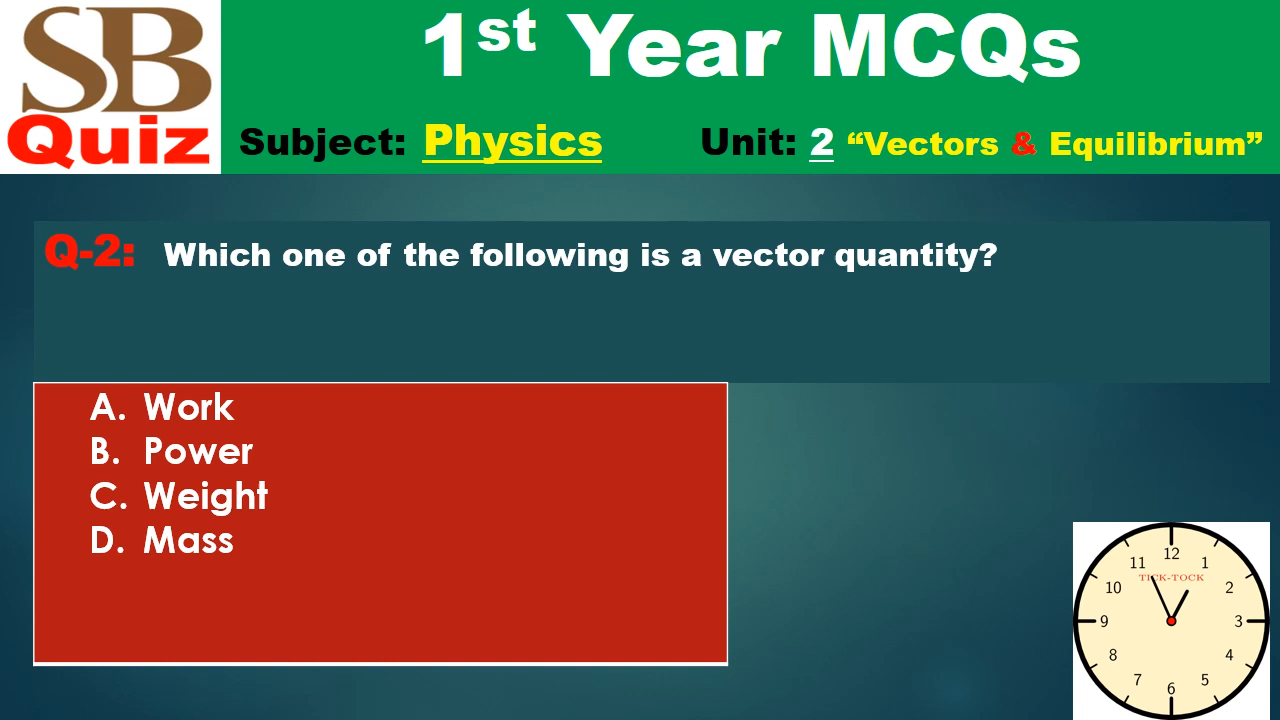 SB
Quiz
1st Year MCQs
Subject: Physics Unit: 2 “Vectors & Equilibrium”
Q-2: Which one of the following is a vector quantity?
A. Work
B. Power
C. Weight
D. Mass
12
11 1
TICK-TOCK
10 2
9 3
8 4
7 5
6